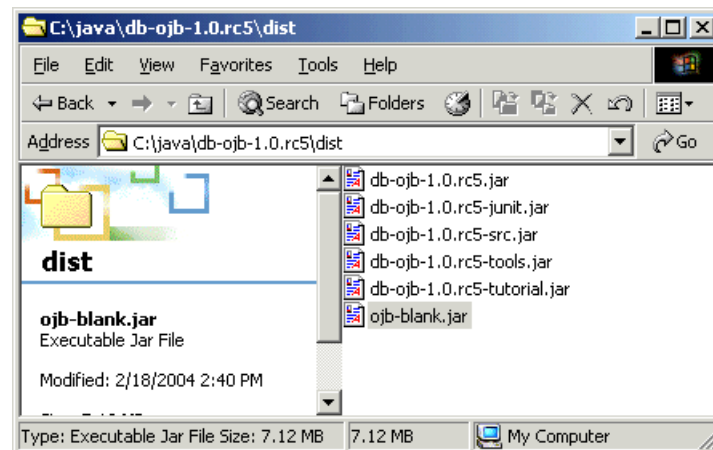 C:\java\db-ojb-1.0.rc5\dist
File Edit View Favorites Tools Help
Back Search Folders
Address C:\java\db-ojb-1.0.rc5\dist Go
dist
ojb-blank.jar
Executable Jar File
Modified: 2/18/2004 2:40 PM
db-ojb-1.0.rc5.jar
db-ojb-1.0.rc5-junit.jar
db-ojb-1.0.rc5-src.jar
db-ojb-1.0.rc5-tools.jar
db-ojb-1.0.rc5-tutorial.jar
ojb-blank.jar
Type: Executable Jar File Size: 7.12 MB 7.12 MB My Computer